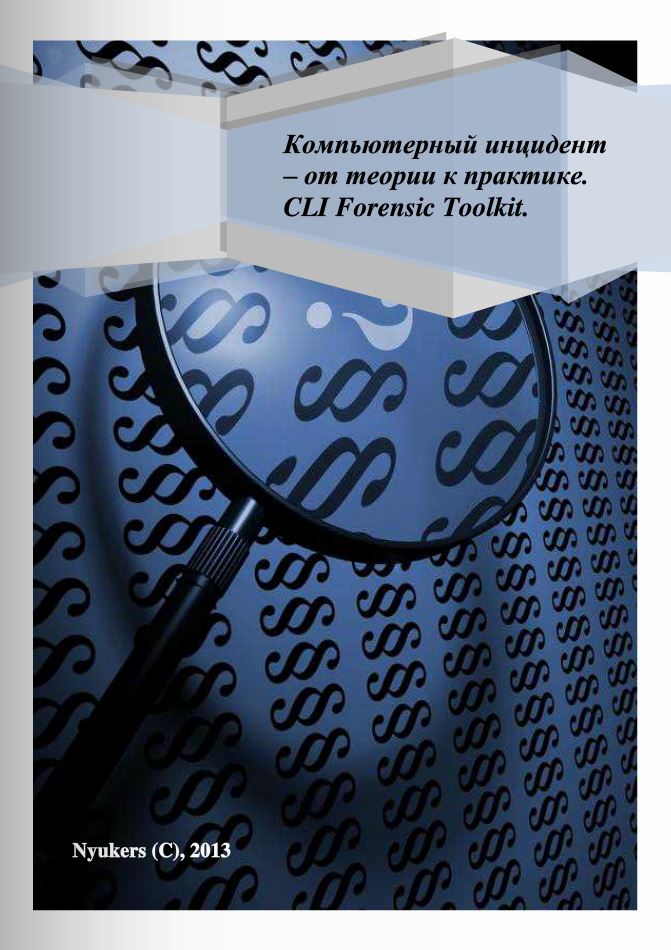 Компьютерный инцидент
– от теории к практике.
CLI Forensic Toolkit.
Nyukers (C), 2013